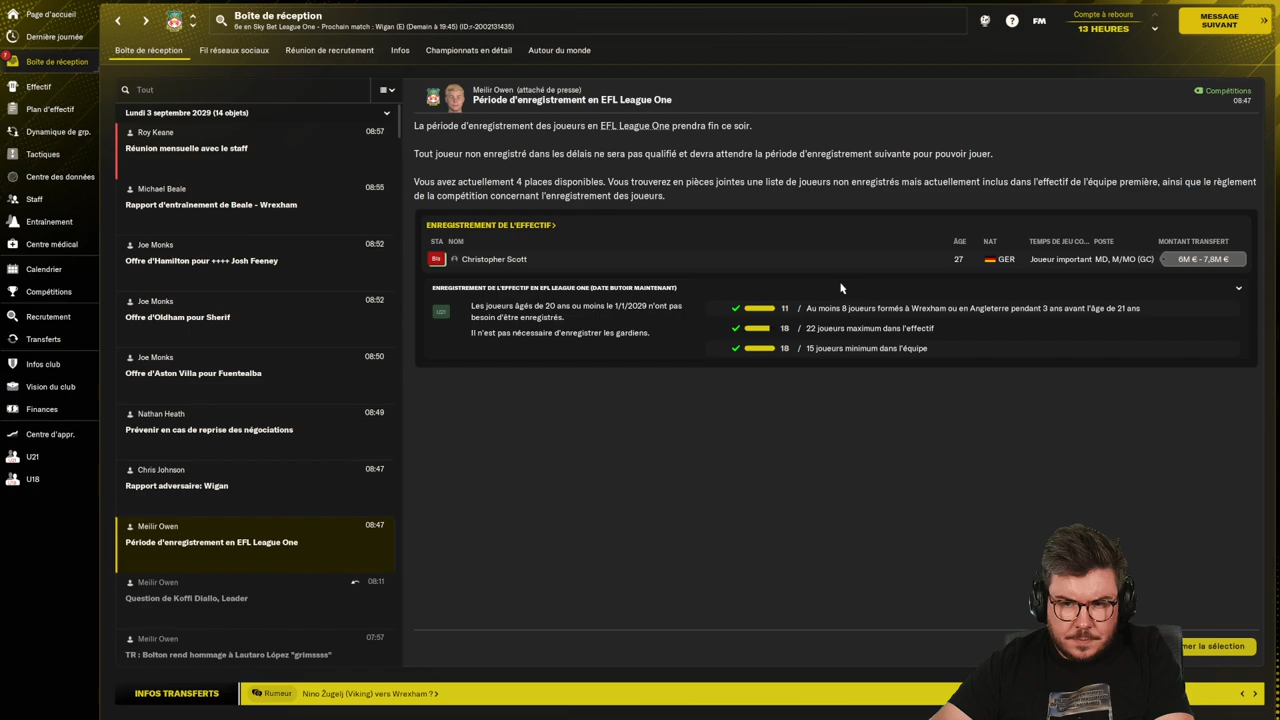 Page d'accueil
Dernière journée
7
Boîte de réception
Effectif
Plan d'effectif
Dynamique de grp.
Tactiques
Centre des données
Staff
Entraînement
Centre médical
Calendrier
Compétitions
Recrutement
Transferts
Infos club
Vision du club
Finances
Centre d'appr.
U21
U18
Boîte de réception
6e en Sky Bet League One - Prochain match : Wigan (E) (Demain à 19:45) (ID:r-2002131435)
FM
Compte à rebours
13 HEURES
MESSAGE
SUIVANT
Boîte de réception
Fil réseaux sociaux
Réunion de recrutement
Infos
Championnats en détail
Autour du monde
Tout
Lundi 3 septembre 2029 (14 objets)
Roy Keane 08:57
Réunion mensuelle avec le staff
Michael Beale 08:55
Rapport d'entraînement de Beale - Wrexham
Joe Monks 08:52
Offre d'Hamilton pour ++++ Josh Feeney
Joe Monks 08:52
Offre d'Oldham pour Sherif
Joe Monks 08:50
Offre d'Aston Villa pour Fuentealba
Nathan Heath 08:49
Prévenir en cas de reprise des négociations
Chris Johnson 08:47
Rapport adversaire: Wigan
Meilir Owen 08:47
Période d'enregistrement en EFL League One
Meilir Owen 08:11
Question de Koffi Diallo, Leader
Meilir Owen 07:57
TR : Bolton rend hommage à Lautaro López "grimssss"
Meilir Owen (attaché de presse)
Période d'enregistrement en EFL League One
Compétitions
08:47
La période d'enregistrement des joueurs en EFL League One prendra fin ce soir.
Tout joueur non enregistré dans les délais ne sera pas qualifié et devra attendre la période d'enregistrement suivante pour pouvoir jouer.
Vous avez actuellement 4 places disponibles. Vous trouverez en pièces jointes une liste de joueurs non enregistrés mais actuellement inclus dans l'effectif de l'équipe première, ainsi que le règlement
de la compétition concernant l'enregistrement des joueurs.
ENREGISTREMENT DE L'EFFECTIF>
STA NOM ÂGE NAT TEMPS DE JEU CO... POSTE MONTANT TRANSFERT
Bls Christopher Scott 27 GER Joueur important MD, M/MO (GC) 6M € - 7,8M €
ENREGISTREMENT DE L'EFFECTIF EN EFL LEAGUE ONE (DATE BUTOIR MAINTENANT)
U21
Les joueurs âgés de 20 ans ou moins le 1/1/2029 n'ont pas
besoin d'être enregistrés.
Il n'est pas nécessaire d'enregistrer les gardiens.
11 / Au moins 8 joueurs formés à Wrexham ou en Angleterre pendant 3 ans avant l'âge de 21 ans
18 / 22 joueurs maximum dans l'effectif
18 / 15 joueurs minimum dans l'équipe
mer la sélection
INFOS TRANSFERTS
Rumeur
Nino Žugelj (Viking) vers Wrexham ?>